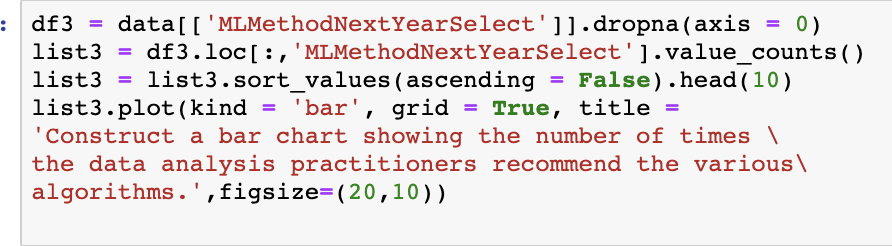 : df3 = data[['MLMethodNextYearSelect']].dropna(axis = 0)
list3 = df3.loc[:,'MLMethodNextYearSelect'].value_counts()
list3 = list3.sort_values(ascending = False).head(10)
list3.plot(kind = 'bar', grid = True, title =
'Construct a bar chart showing the number of times \
the data analysis practitioners recommend the various\
algorithms.',figsize=(20,10))